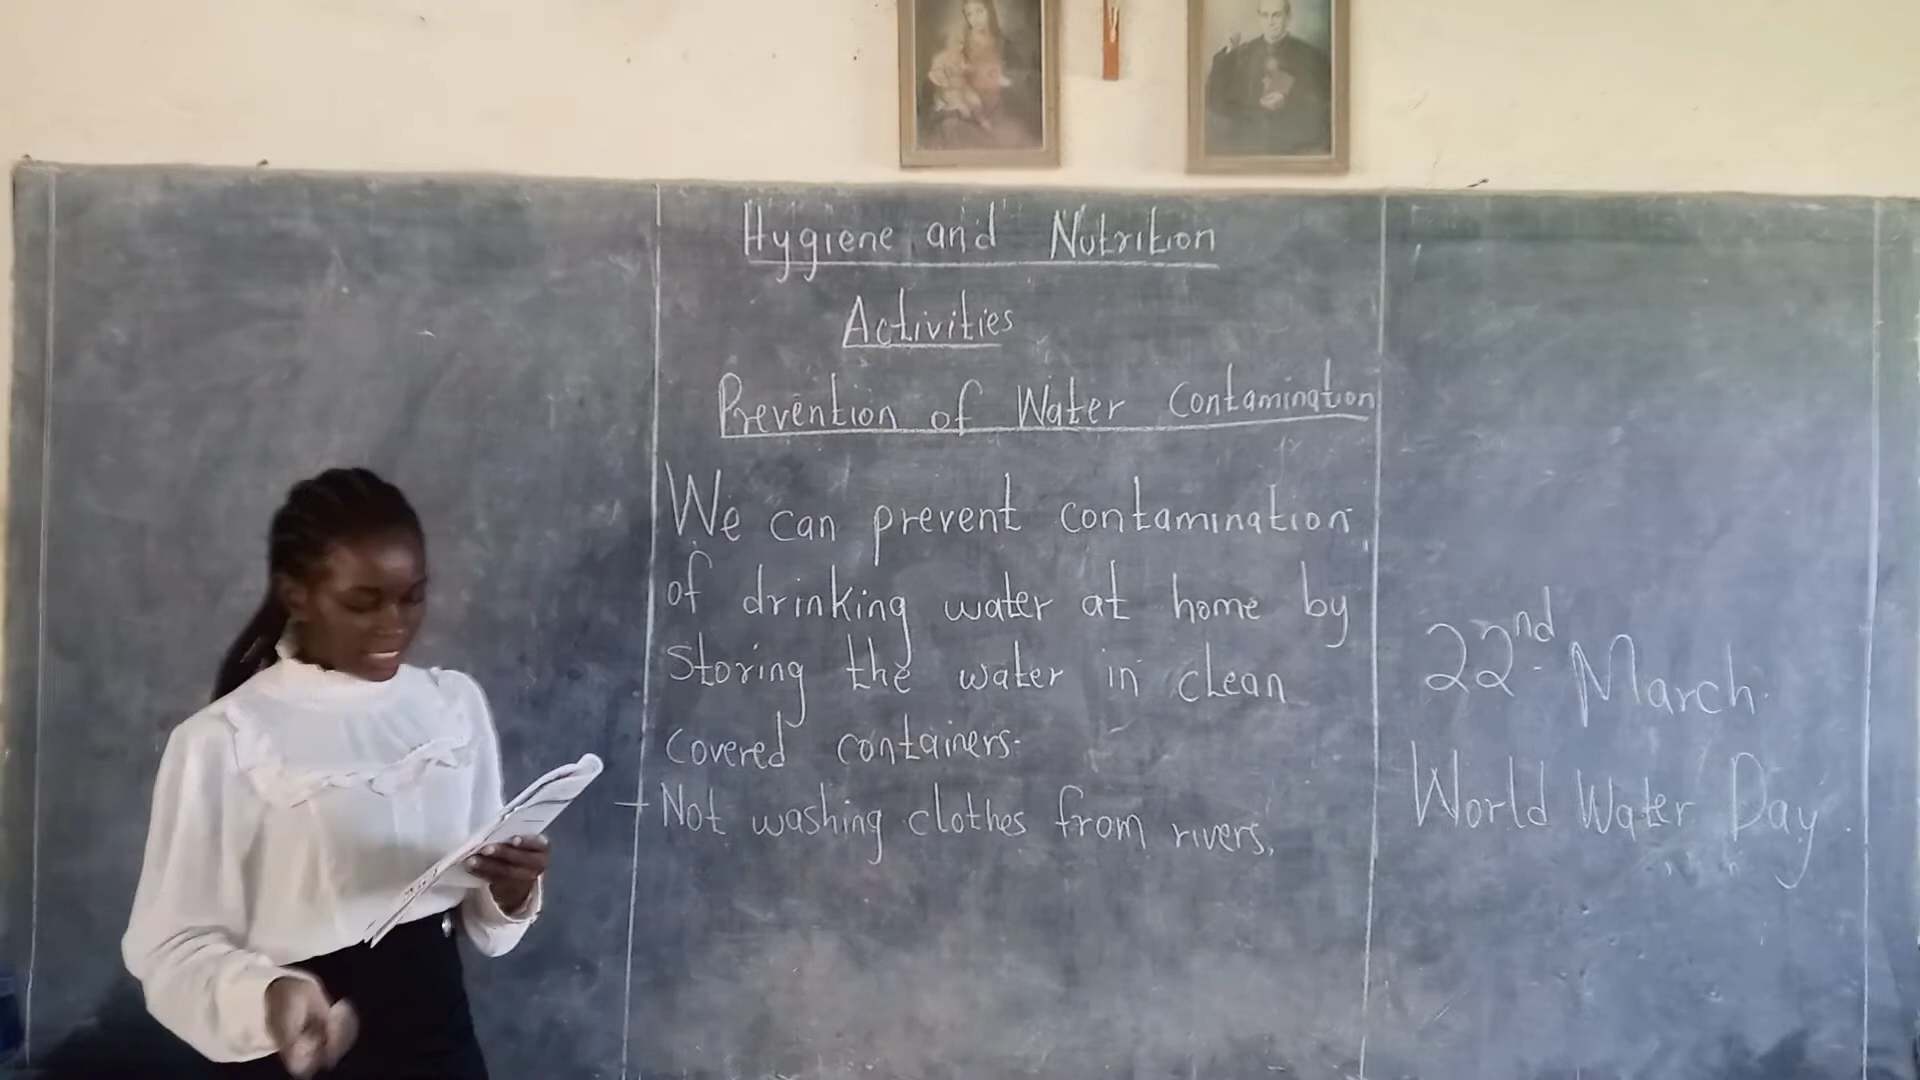 Hygiene and Nutrition
Activities
Prevention of Water Contamination
We can prevent contamination
of drinking water at home by
Storing the water in clean
covered containers.
- Not washing clothes from rivers.
22nd March.
World Water Day.